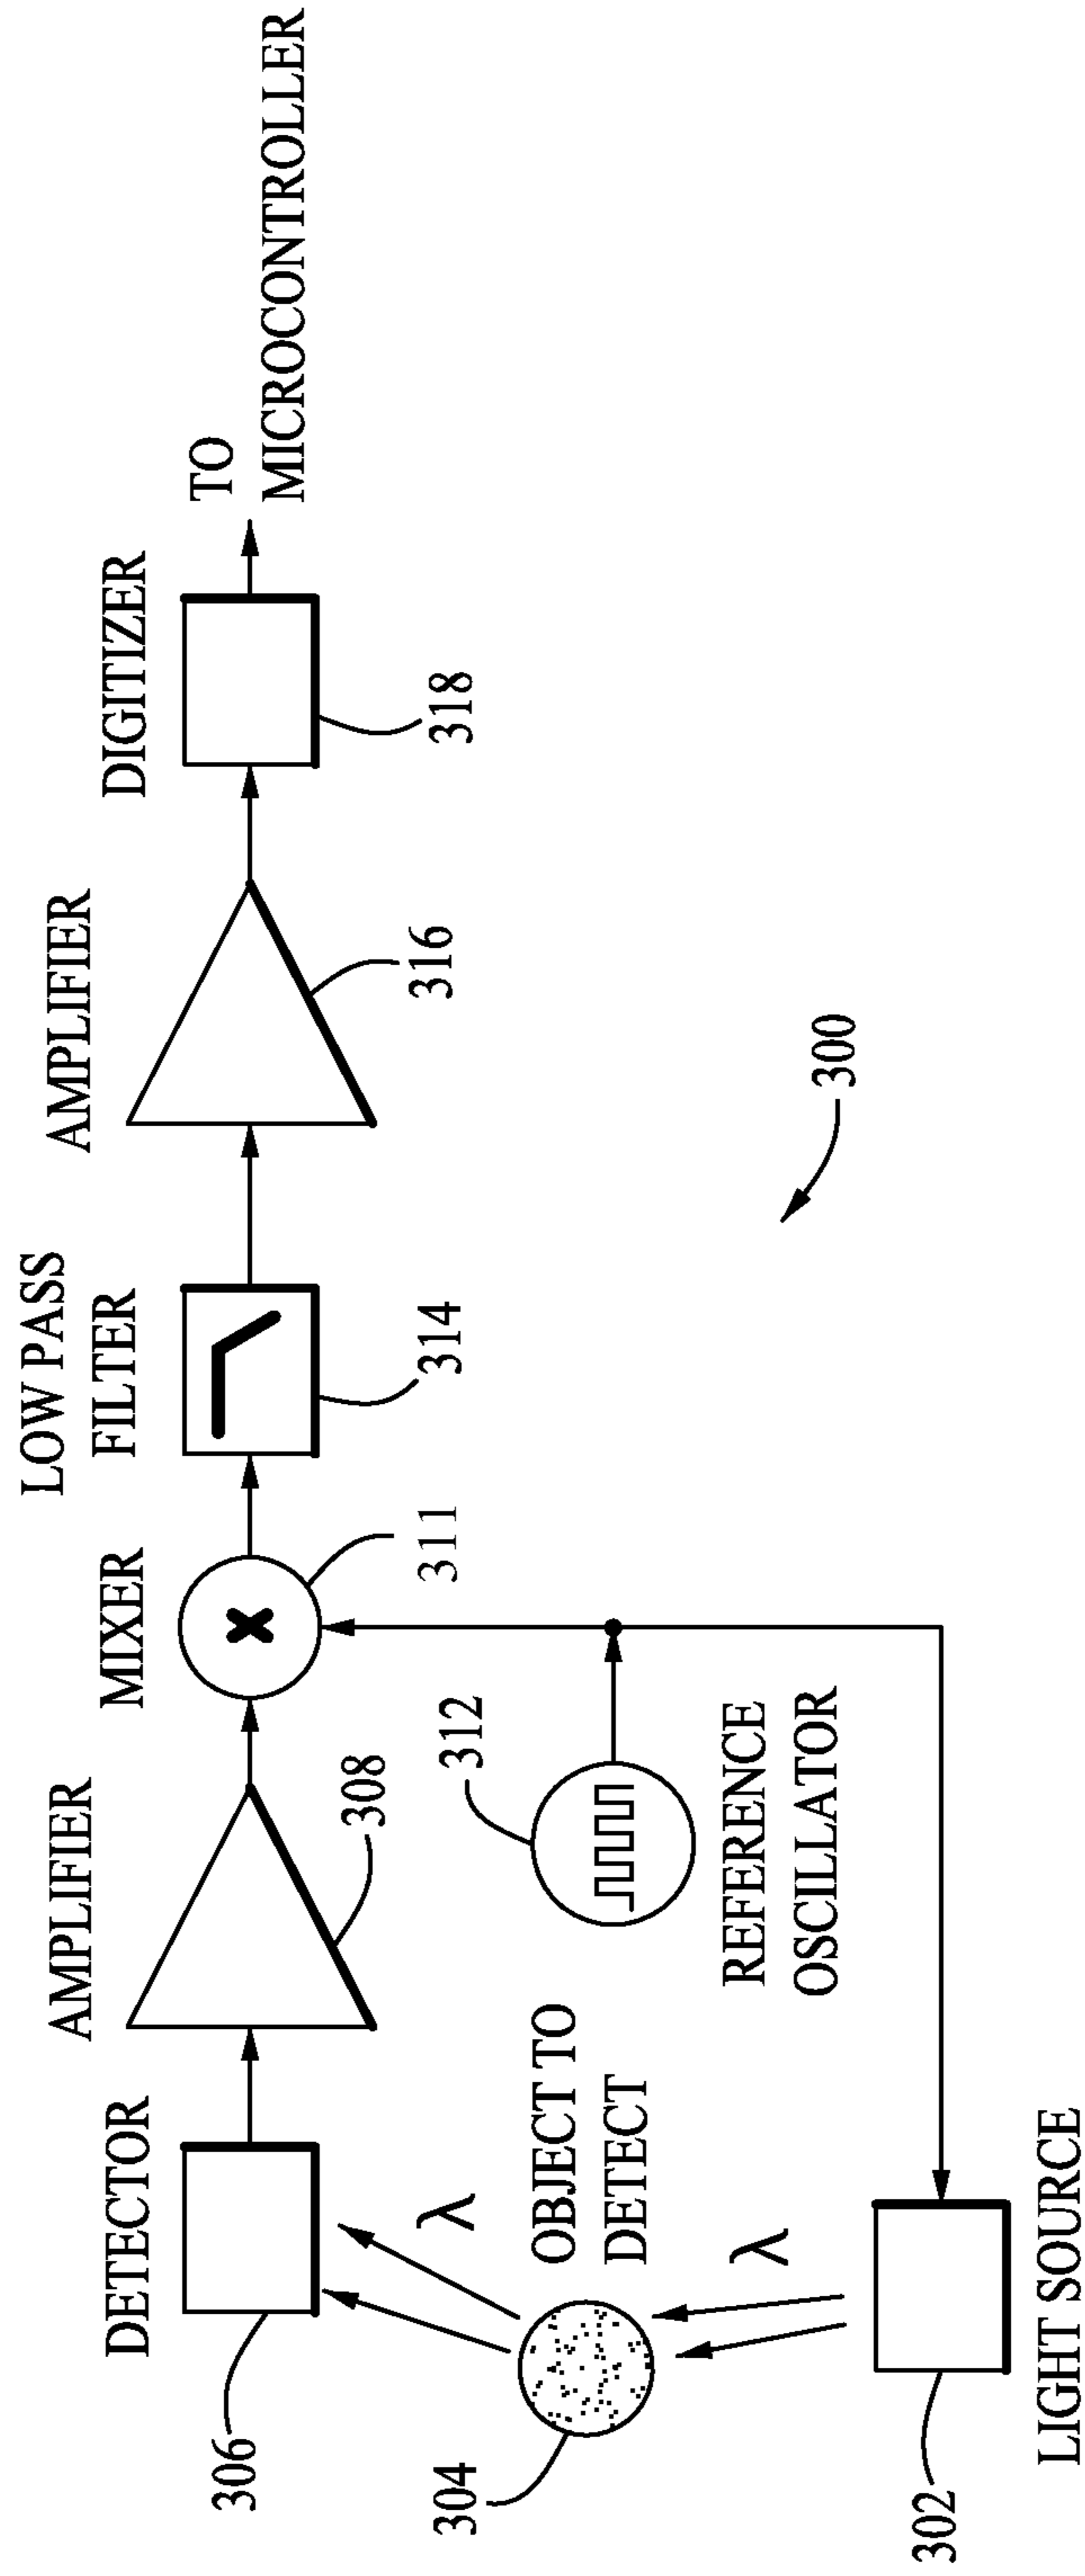 LOW PASS
FILTER
AMPLIFIER
AMPLIFIER
DETECTOR
MIXER
DIGITIZER
TO
MICROCONTROLLER
306
308
311
314
316
318
λ
304
OBJECT TO
DETECT
312
REFERENCE
OSCILLATOR
λ
300
302
LIGHT SOURCE